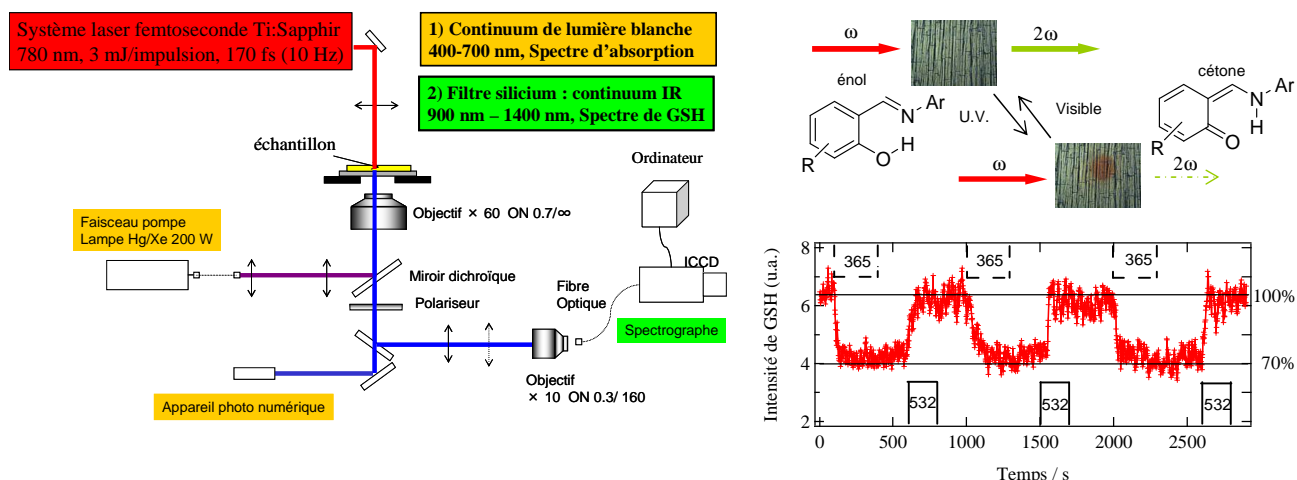 Système laser femtoseconde Ti:Sapphir
780 nm, 3 mJ/impulsion, 170 fs (10 Hz)
1) Continuum de lumière blanche
400-700 nm, Spectre d'absorption
2) Filtre silicium : continuum IR
900 nm – 1400 nm, Spectre de GSH
échantillon
Ordinateur
Objectif × 60 ON 0.7/∞
Faisceau pompe
Lampe Hg/Xe 200 W
Miroir dichroïque
Polariseur
Fibre
Optique
ICCD
Spectrographe
Objectif
× 10 ON 0.3/ 160
Appareil photo numérique
ω
2ω
énol
cétone
N
Ar
O
H
R
U.V.
Visible
Ar
N
H
O
R
ω
2ω
Intensité de GSH (u.a.)
8
6
4
2
365
365
365
100%
70%
532
532
532
0
500
1000
1500
2000
2500
Temps / s